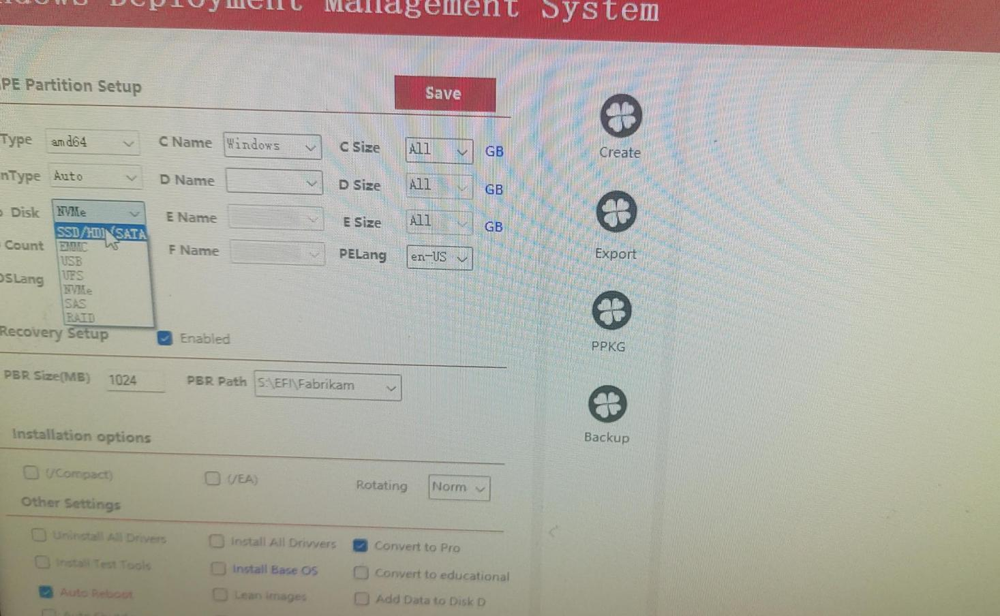 Deployment Management System
PE Partition Setup
Save
Type amd64 C Name Windows C Size All GB
nType Auto D Name D Size All GB
Disk NVMe E Name E Size All GB
SSD/HDD/SATA
Count EMMC F Name PELang en-US
USB
OSLang UFS
NVMe
SAS
RAID
Recovery Setup Enabled
PBR Size(MB) 1024 PBR Path S:\EFI\Fabrikam
Installation options
(/Compact) (/EA) Rotating Norm
Other Settings
Uninstall All Drivers Install All Drivvers Convert to Pro
Install Test Tools Install Base OS Convert to educational
Auto Reboot Lean Images Add Data to Disk D
Create
Export
PPKG
Backup